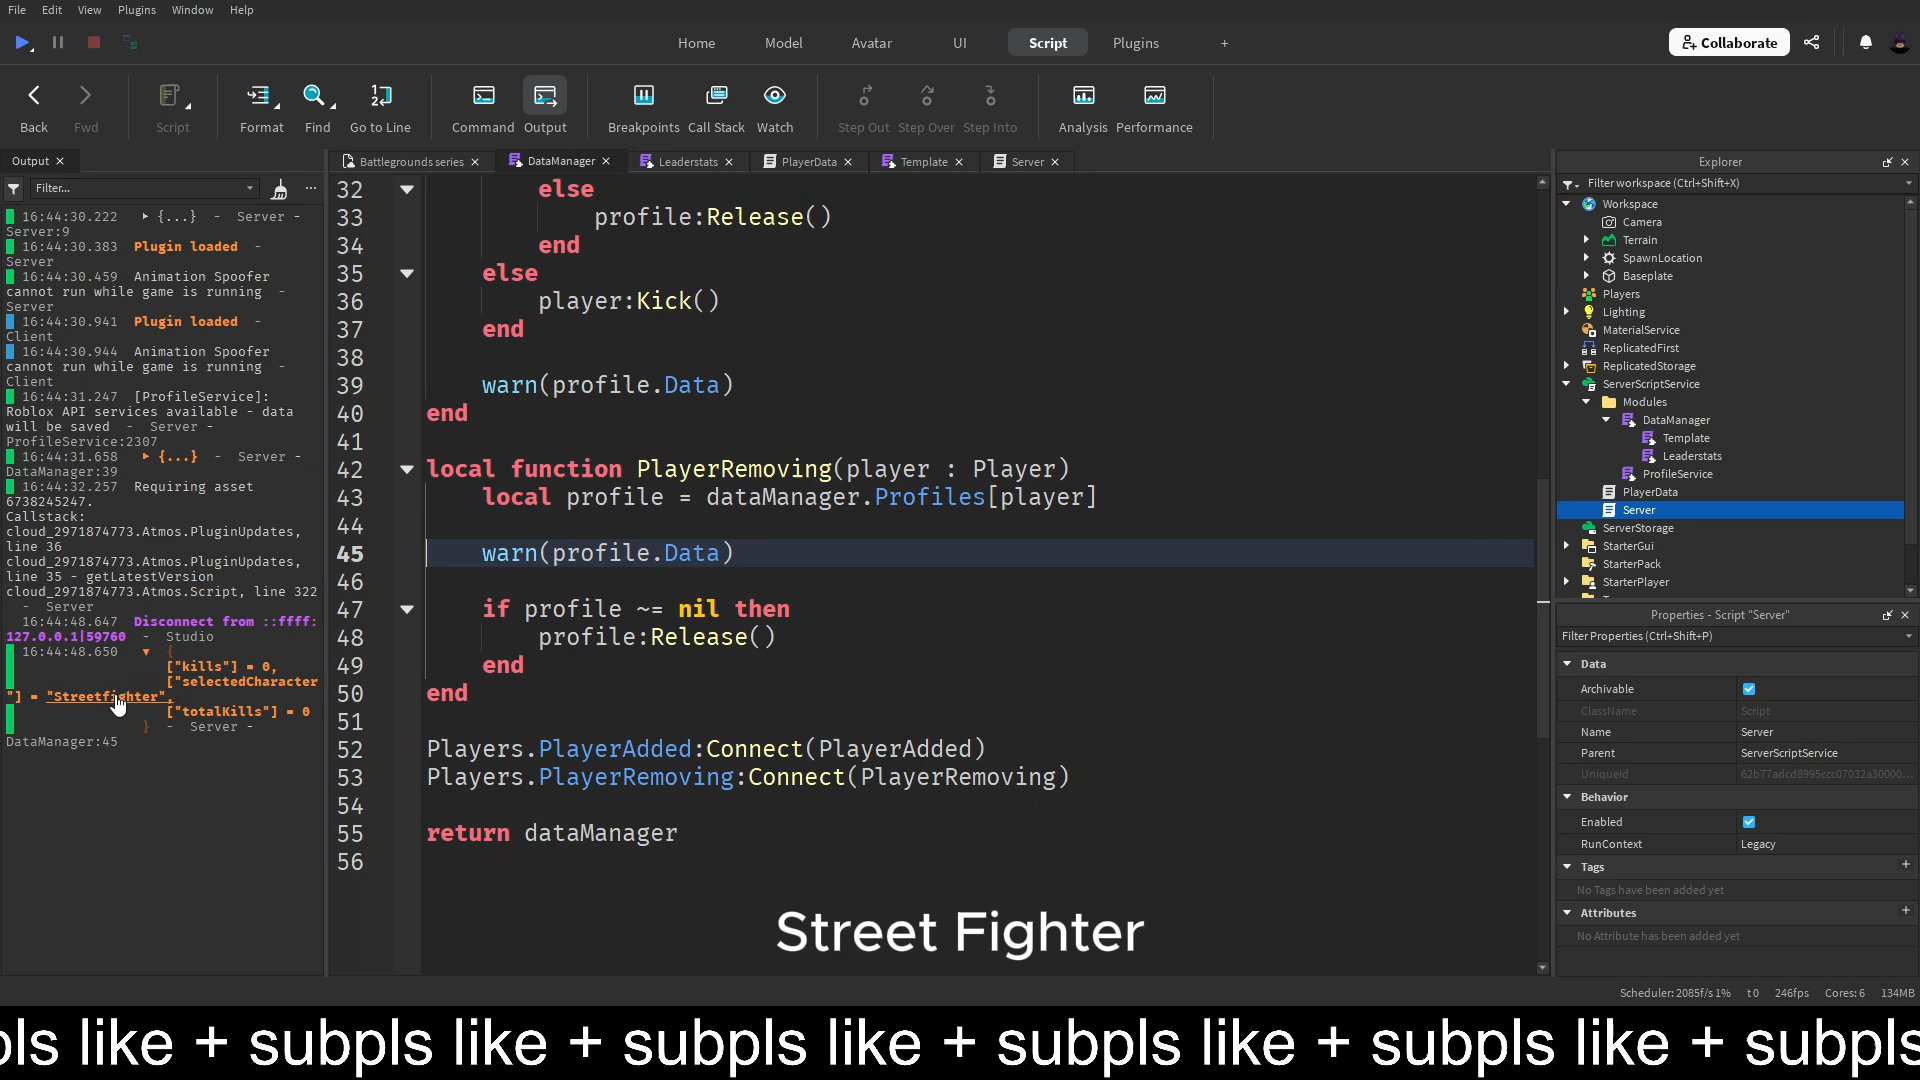 File Edit View Plugins Window Help
Home Model Avatar UI Script Plugins +
Collaborate
Back Fwd Script Format Find Go to Line Command Output Breakpoints Call Stack Watch Step Out Step Over Step Into Analysis Performance
Output
Filter...
16:44:30.222 ▸ {...} - Server -
Server:9
16:44:30.383 Plugin loaded -
Server
16:44:30.459 Animation Spoofer
cannot run while game is running -
Server
16:44:30.941 Plugin loaded -
Client
16:44:30.944 Animation Spoofer
cannot run while game is running -
Client
16:44:31.247 [ProfileService]:
Roblox API services available - data
will be saved - Server -
ProfileService:2307
16:44:31.658 ▸ {...} - Server -
DataManager:39
16:44:32.257 Requiring asset
6738245247.
Callstack:
cloud_2971874773.Atmos.PluginUpdates,
line 36
cloud_2971874773.Atmos.PluginUpdates,
line 35 - getLatestVersion
cloud_2971874773.Atmos.Script, line 322
- Server
16:44:48.647 Disconnect from ::ffff:
127.0.0.1|59760 - Studio
16:44:48.650 ▼ {
["kills"] = 0,
["selectedCharacter
"] = "Streetfighter",
["totalKills"] = 0
} - Server -
DataManager:45
Battlegrounds series DataManager Leaderstats PlayerData Template Server
32 else
33 profile:Release()
34 end
35 else
36 player:Kick()
37 end
38
39 warn(profile.Data)
40 end
41
42 local function PlayerRemoving(player : Player)
43 local profile = dataManager.Profiles[player]
44
45 warn(profile.Data)
46
47 if profile ~= nil then
48 profile:Release()
49 end
50 end
51
52 Players.PlayerAdded:Connect(PlayerAdded)
53 Players.PlayerRemoving:Connect(PlayerRemoving)
54
55 return dataManager
56
Street Fighter
Explorer
Filter workspace (Ctrl+Shift+X)
Workspace
Camera
Terrain
SpawnLocation
Baseplate
Players
Lighting
MaterialService
ReplicatedFirst
ReplicatedStorage
ServerScriptService
Modules
DataManager
Template
Leaderstats
ProfileService
PlayerData
Server
ServerStorage
StarterGui
StarterPack
StarterPlayer
Properties - Script "Server"
Filter Properties (Ctrl+Shift+P)
Data
Archivable
ClassName Script
Name Server
Parent ServerScriptService
UniqueId 62b77adcd8995ccc07032a30000...
Behavior
Enabled
RunContext Legacy
Tags +
No Tags have been added yet
Attributes +
No Attribute has been added yet
Scheduler: 2085f/s 1% t0 246fps Cores: 6 134MB
pls like + subpls like + subpls like + subpls like + subpls like + subpls